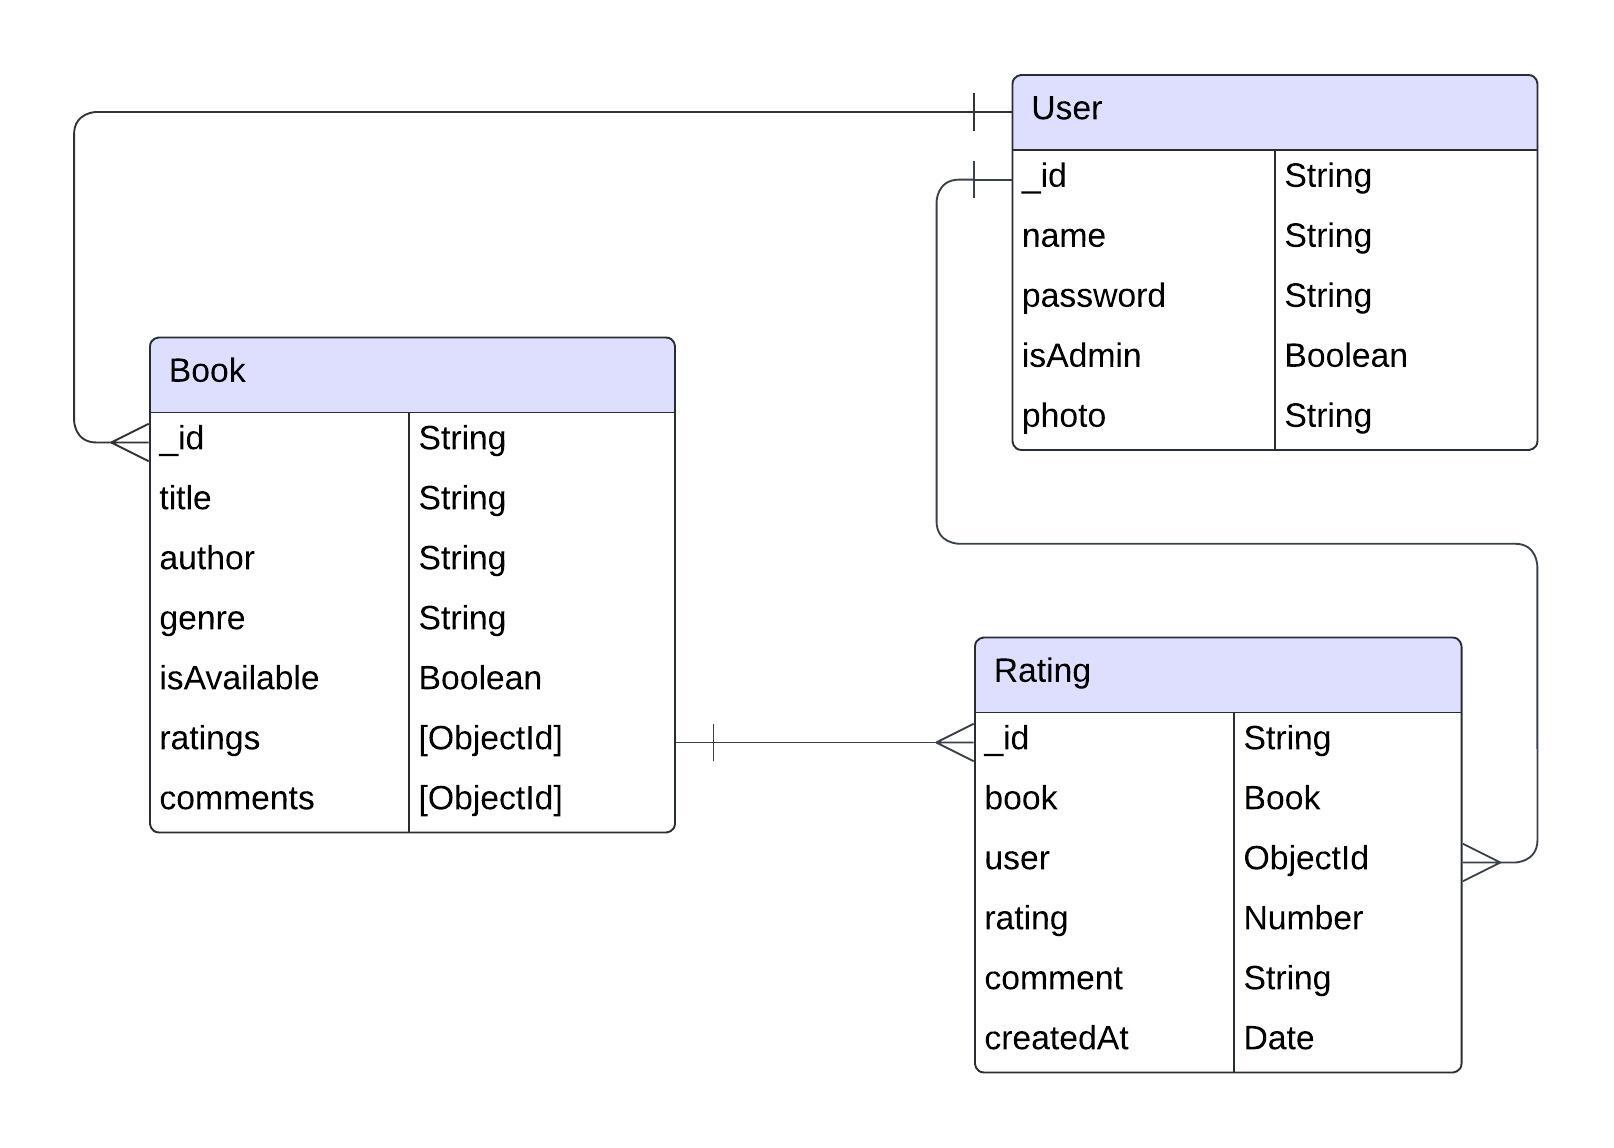 User
_id String
name String
password String
isAdmin Boolean
photo String
Book
_id String
title String
author String
genre String
isAvailable Boolean
ratings [ObjectId]
comments [ObjectId]
Rating
_id String
book Book
user ObjectId
rating Number
comment String
createdAt Date